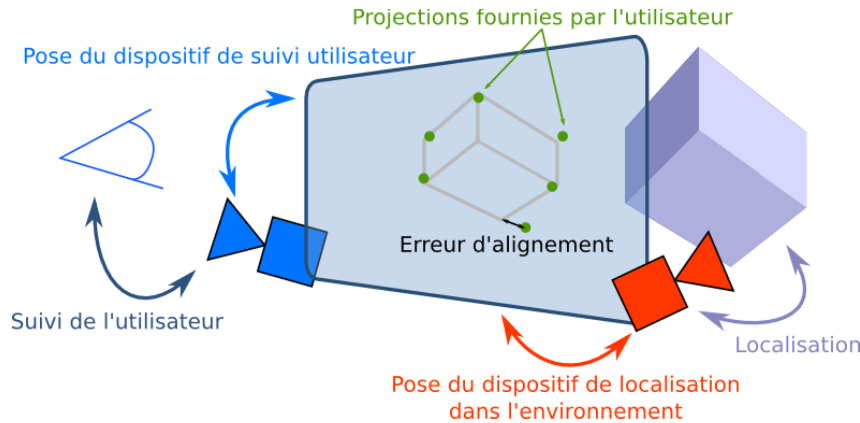 Projections fournies par l'utilisateur
Pose du dispositif de suivi utilisateur
Erreur d'alignement
Suivi de l'utilisateur
Localisation
Pose du dispositif de localisation
dans l'environnement